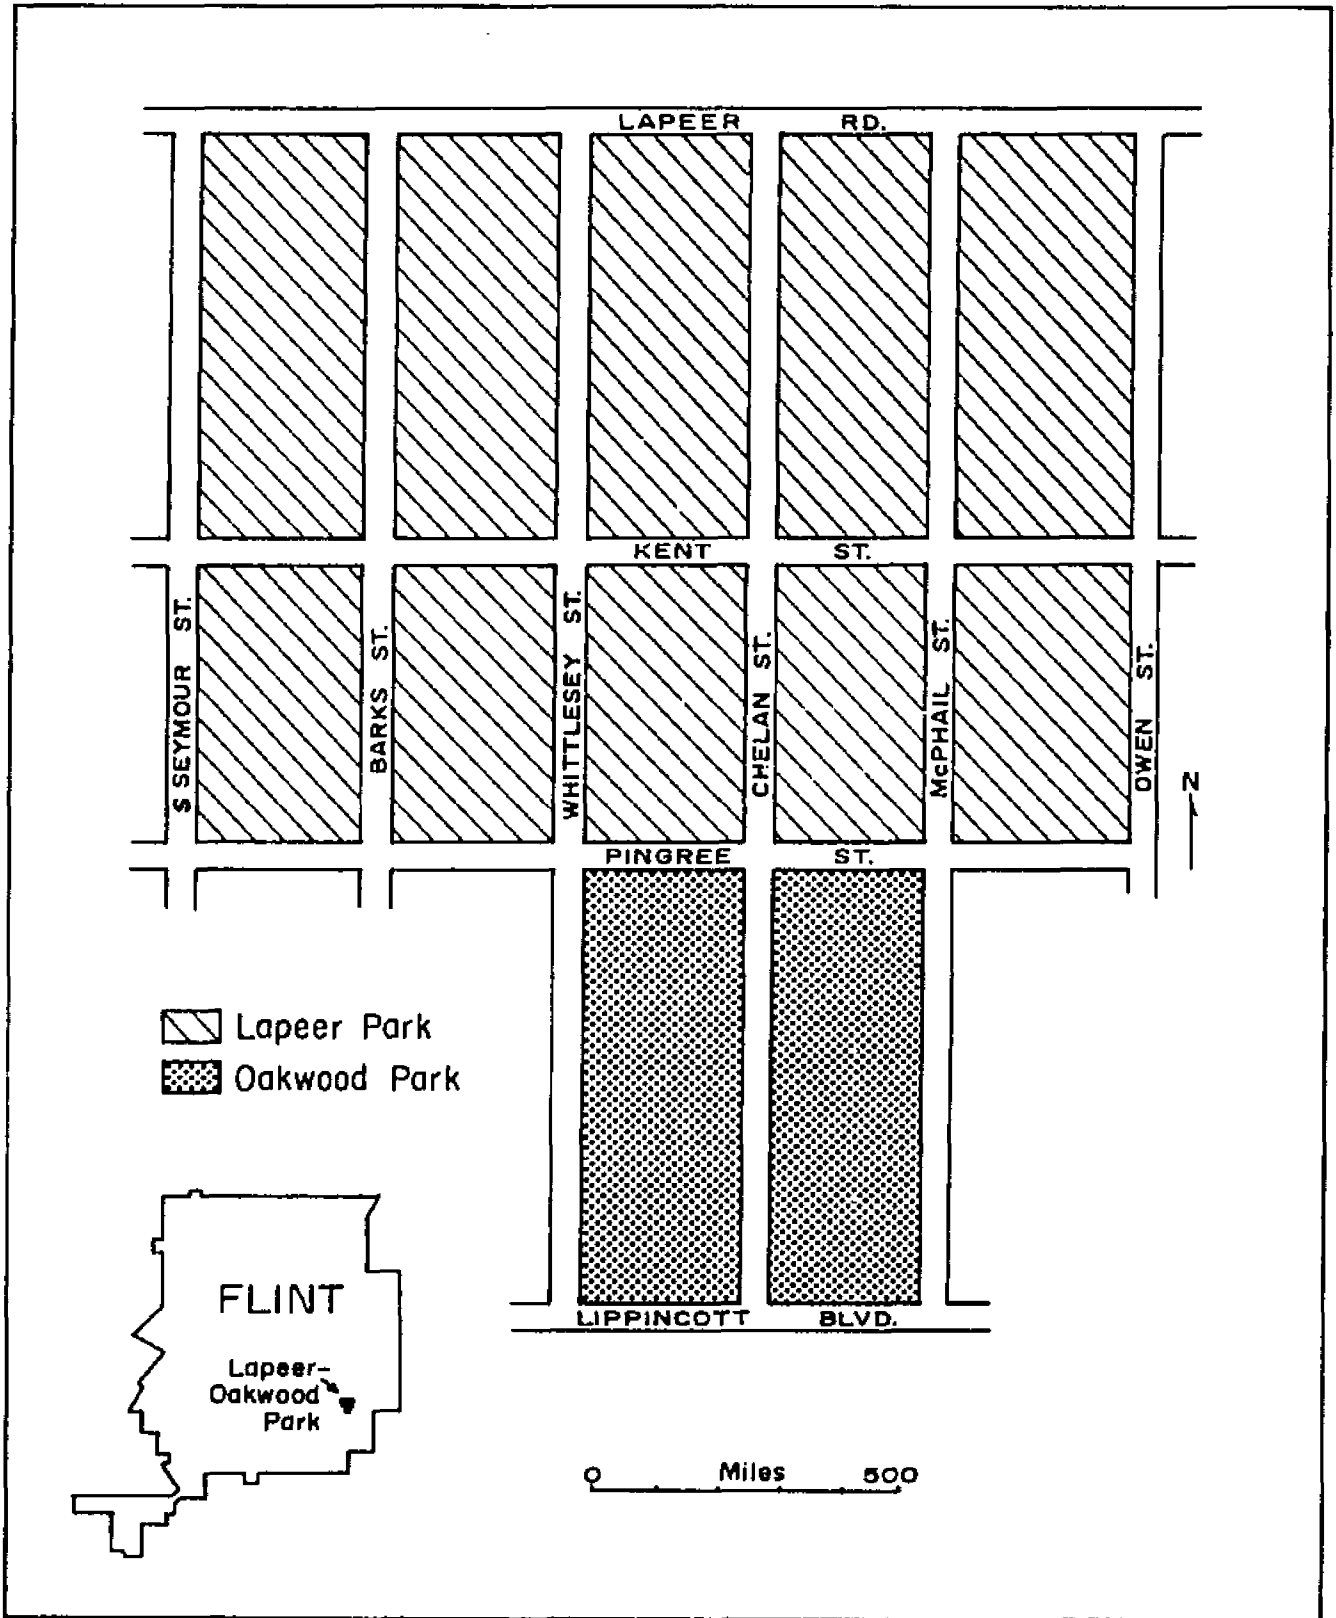 LAPEER RD.
KENT ST.
S SEYMOUR ST.
BARKS ST.
WHITTLESEY ST.
CHELAN ST.
McPHAIL ST.
OWEN ST.
N
PINGREE ST.
Lapeer Park
Oakwood Park
LIPPINCOTT BLVD.
FLINT
Lapeer-
Oakwood
Park
0 Miles 500